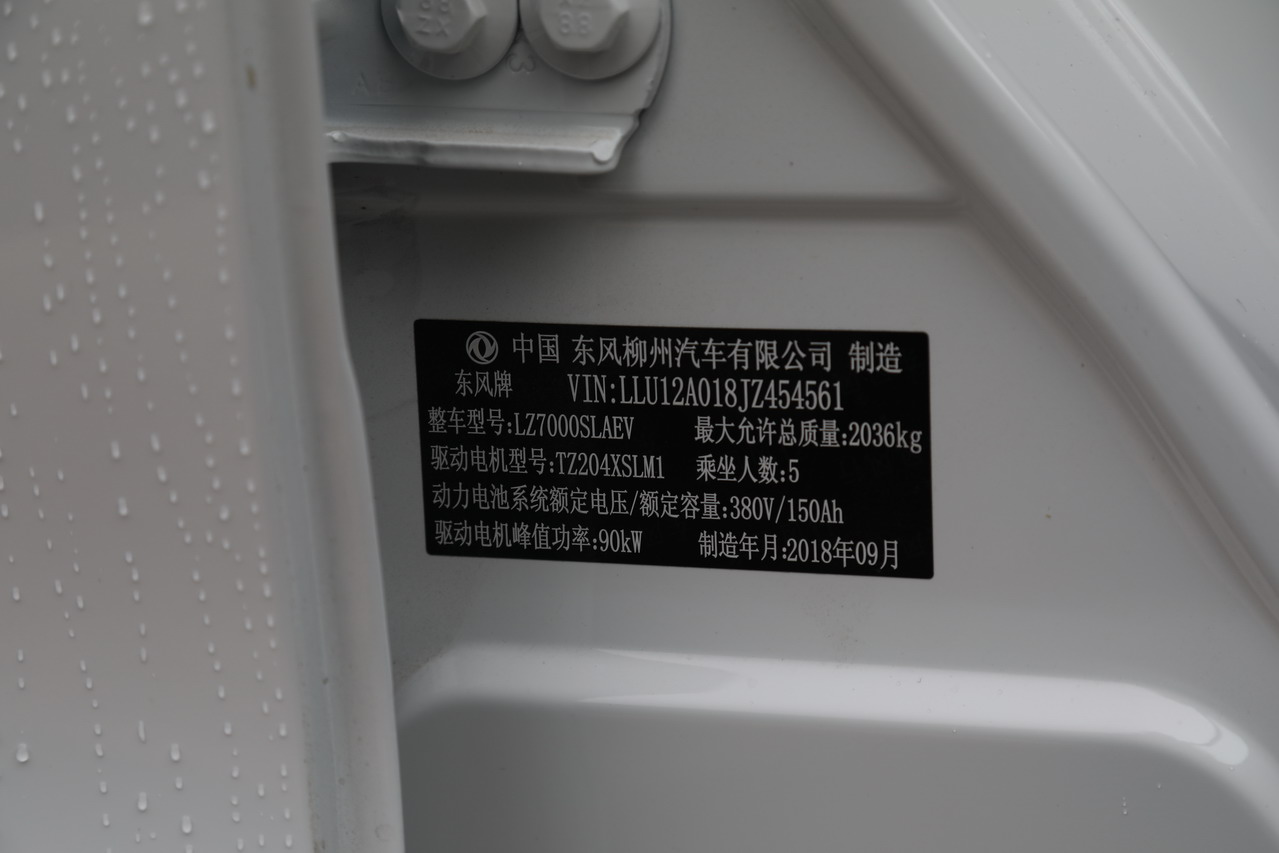 中国 东风柳州汽车有限公司 制造
东风牌 VIN:LLU12A018JZ454561
整车型号:LZ7000SLAEV 最大允许总质量:2036kg
驱动电机型号:TZ204XSLM1 乘坐人数:5
动力电池系统额定电压/额定容量:380V/150Ah
驱动电机峰值功率:90kW 制造年月:2018年09月